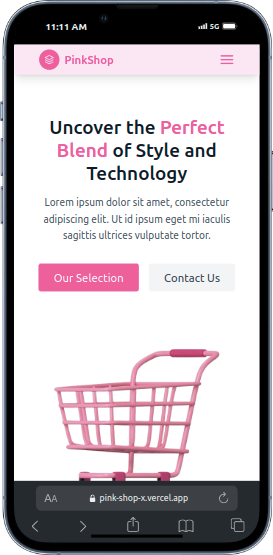 11:11 AM 5G
PinkShop
Uncover the Perfect
Blend of Style and
Technology
Lorem ipsum dolor sit amet, consectetur
adipiscing elit. Ut id ipsum eget mi iaculis
sagittis ultrices vulputate tortor.
Our Selection Contact Us
AA pink-shop-x.vercel.app